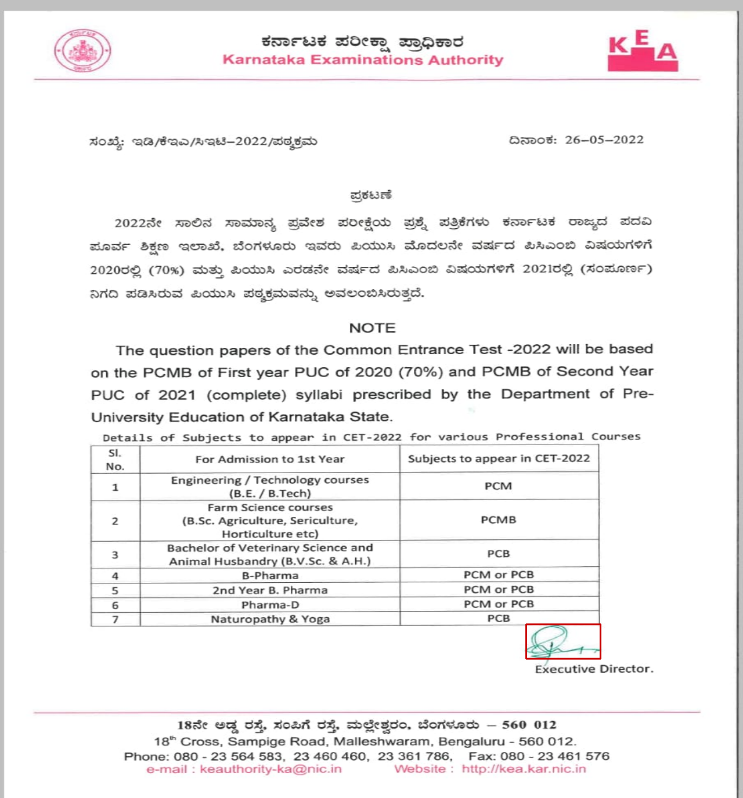 ಕರ್ನಾಟಕ ಪರೀಕ್ಷಾ ಪ್ರಾಧಿಕಾರ
Karnataka Examinations Authority
KEA
ಸಂಖ್ಯೆ: ಇಡಿ/ಕೆಇಎ/ಸಿಇಟಿ-2022/ಪಠ್ಯಕ್ರಮ ದಿನಾಂಕ: 26-05-2022
ಪ್ರಕಟಣೆ
2022ನೇ ಸಾಲಿನ ಸಾಮಾನ್ಯ ಪ್ರವೇಶ ಪರೀಕ್ಷೆಯ ಪ್ರಶ್ನೆ ಪತ್ರಿಕೆಗಳು ಕರ್ನಾಟಕ ರಾಜ್ಯದ ಪದವಿ
ಪೂರ್ವ ಶಿಕ್ಷಣ ಇಲಾಖೆ, ಬೆಂಗಳೂರು ಇವರು ಪಿಯುಸಿ ಮೊದಲನೇ ವರ್ಷದ ಪಿಸಿಎಂಬಿ ವಿಷಯಗಳಿಗೆ
2020ರಲ್ಲಿ (70%) ಮತ್ತು ಪಿಯುಸಿ ಎರಡನೇ ವರ್ಷದ ಪಿಸಿಎಂಬಿ ವಿಷಯಗಳಿಗೆ 2021ರಲ್ಲಿ (ಸಂಪೂರ್ಣ)
ನಿಗದಿ ಪಡಿಸಿರುವ ಪಿಯುಸಿ ಪಠ್ಯಕ್ರಮವನ್ನು ಅವಲಂಬಿಸಿರುತ್ತದೆ.
NOTE
The question papers of the Common Entrance Test -2022 will be based
on the PCMB of First year PUC of 2020 (70%) and PCMB of Second Year
PUC of 2021 (complete) syllabi prescribed by the Department of Pre-
University Education of Karnataka State.
Details of Subjects to appear in CET-2022 for various Professional Courses
Sl. No. For Admission to 1st Year Subjects to appear in CET-2022
1 Engineering / Technology courses (B.E. / B.Tech) PCM
2 Farm Science courses (B.Sc. Agriculture, Sericulture, Horticulture etc) PCMB
3 Bachelor of Veterinary Science and Animal Husbandry (B.V.Sc. & A.H.) PCB
4 B-Pharma PCM or PCB
5 2nd Year B. Pharma PCM or PCB
6 Pharma-D PCM or PCB
7 Naturopathy & Yoga PCB
Executive Director.
18ನೇ ಅಡ್ಡ ರಸ್ತೆ, ಸಂಪಿಗೆ ರಸ್ತೆ, ಮಲ್ಲೇಶ್ವರಂ, ಬೆಂಗಳೂರು - 560 012
18th Cross, Sampige Road, Malleshwaram, Bengaluru - 560 012.
Phone: 080 - 23 564 583, 23 460 460, 23 361 786, Fax: 080 - 23 461 576
e-mail : keauthority-ka@nic.in Website : http://kea.kar.nic.in